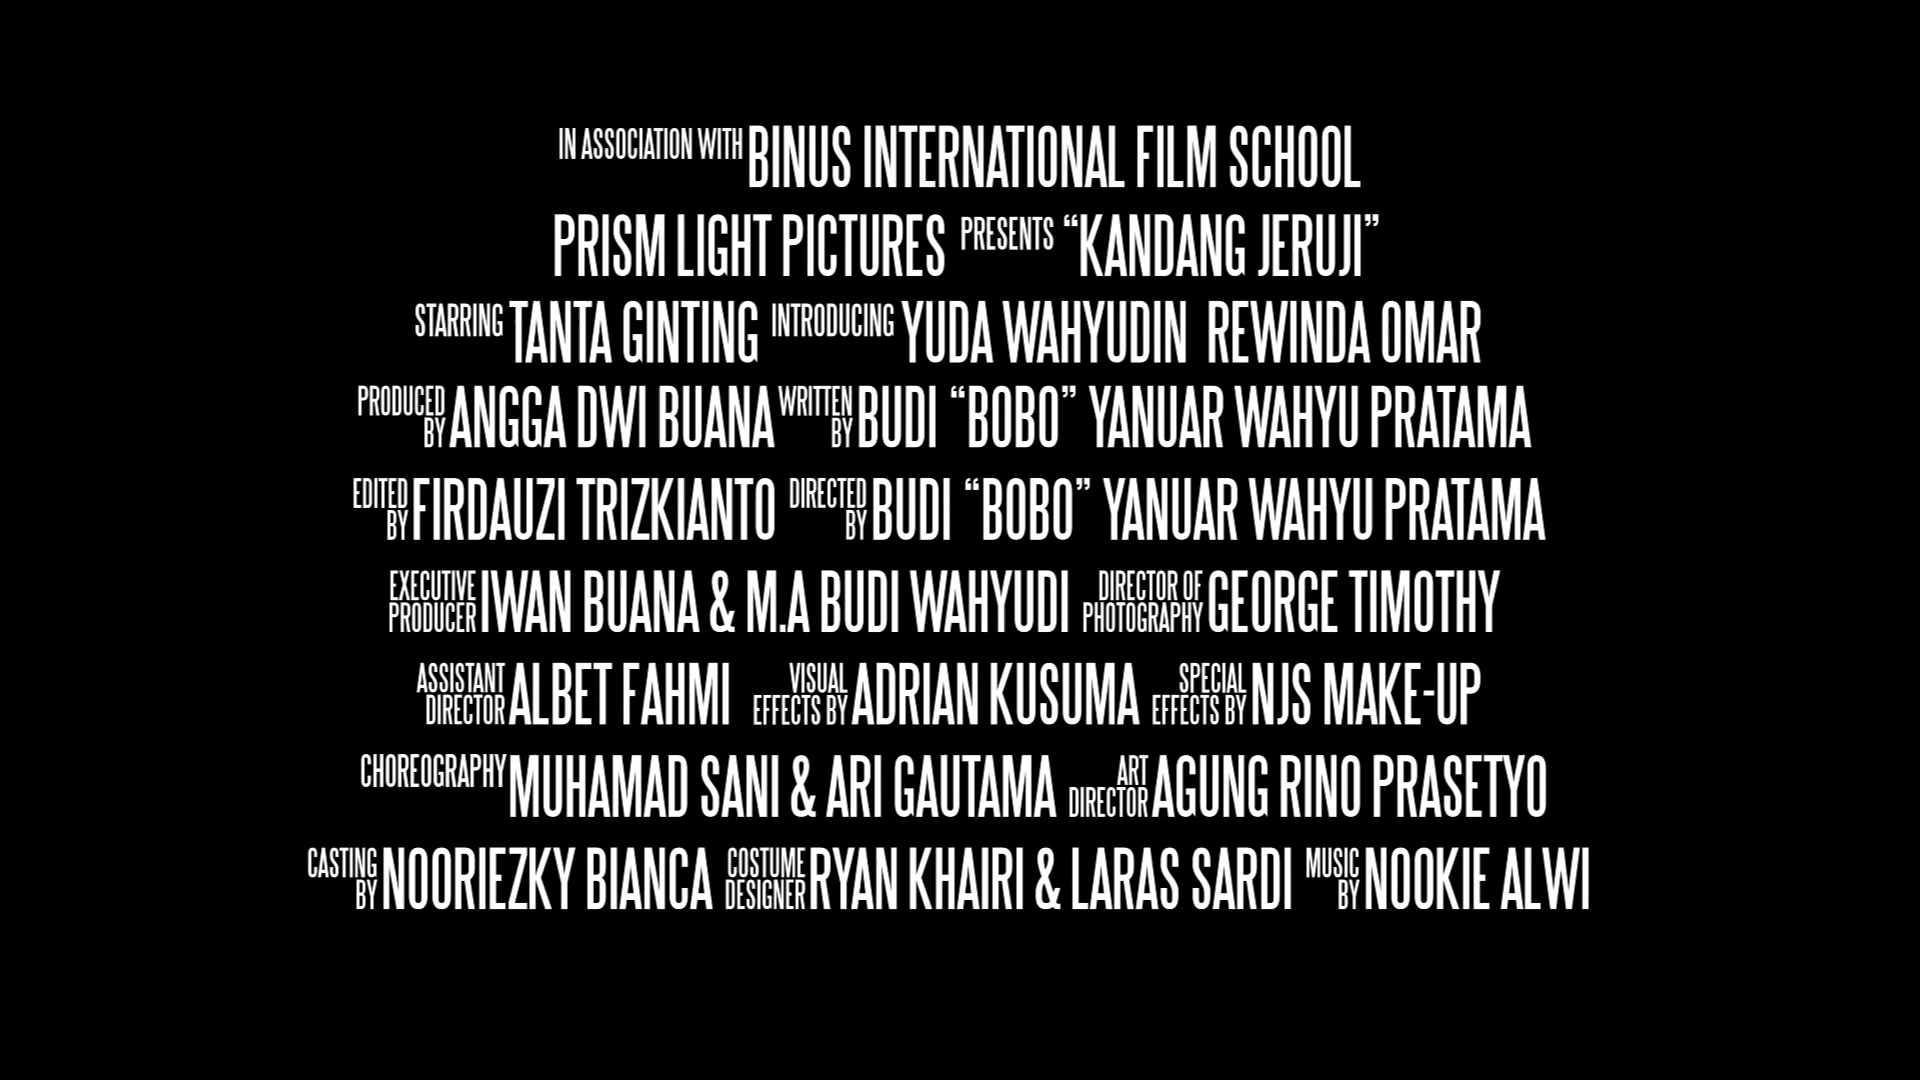 IN ASSOCIATION WITH BINUS INTERNATIONAL FILM SCHOOL
PRISM LIGHT PICTURES PRESENTS “KANDANG JERUJI”
STARRING TANTA GINTING INTRODUCING YUDA WAHYUDIN REWINDA OMAR
PRODUCED BY ANGGA DWI BUANA WRITTEN BY BUDI “BOBO” YANUAR WAHYU PRATAMA
EDITED BY FIRDAUZI TRIZKIANTO DIRECTED BY BUDI “BOBO” YANUAR WAHYU PRATAMA
EXECUTIVE PRODUCER IWAN BUANA & M.A BUDI WAHYUDI DIRECTOR OF PHOTOGRAPHY GEORGE TIMOTHY
ASSISTANT DIRECTOR ALBET FAHMI VISUAL EFFECTS BY ADRIAN KUSUMA SPECIAL EFFECTS BY NJS MAKE-UP
CHOREOGRAPHY MUHAMAD SANI & ARI GAUTAMA ART DIRECTOR AGUNG RINO PRASETYO
CASTING BY NOORIEZKY BIANCA COSTUME DESIGNER RYAN KHAIRI & LARAS SARDI MUSIC BY NOOKIE ALWI